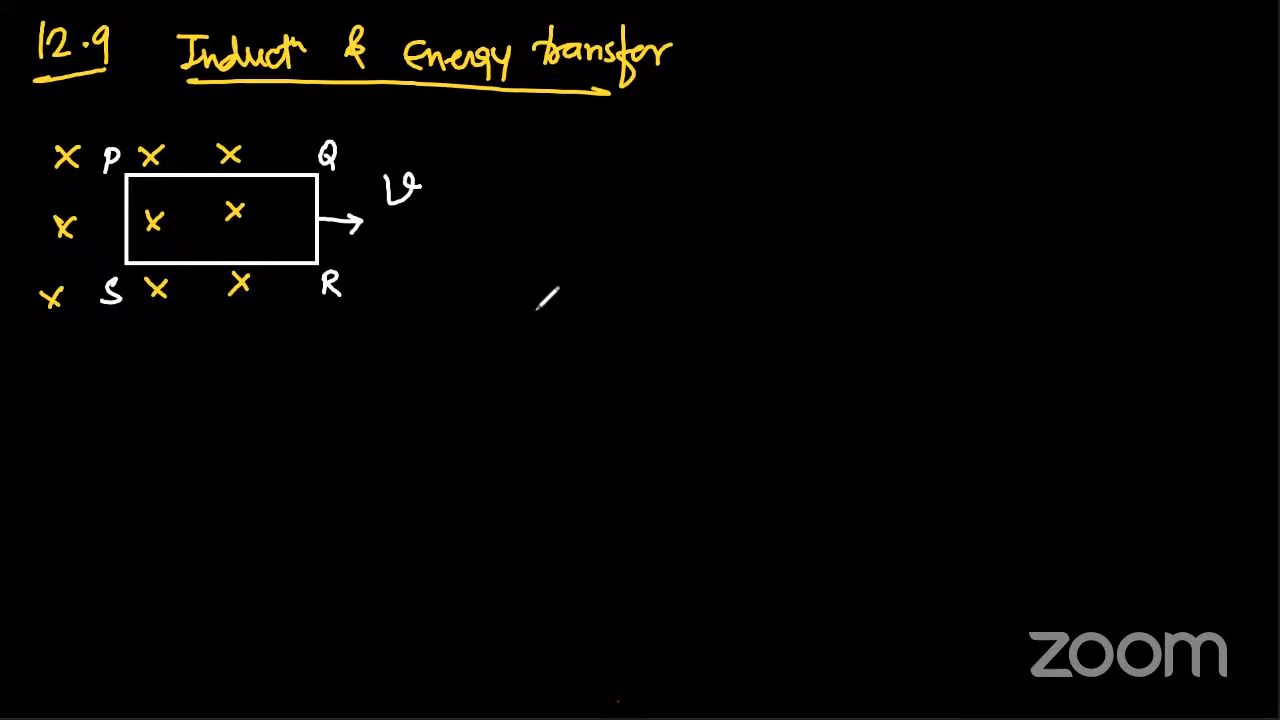 12.9 Inductⁿ & Energy transfer
X P X X Q
v
X X X
X S X X R
zoom